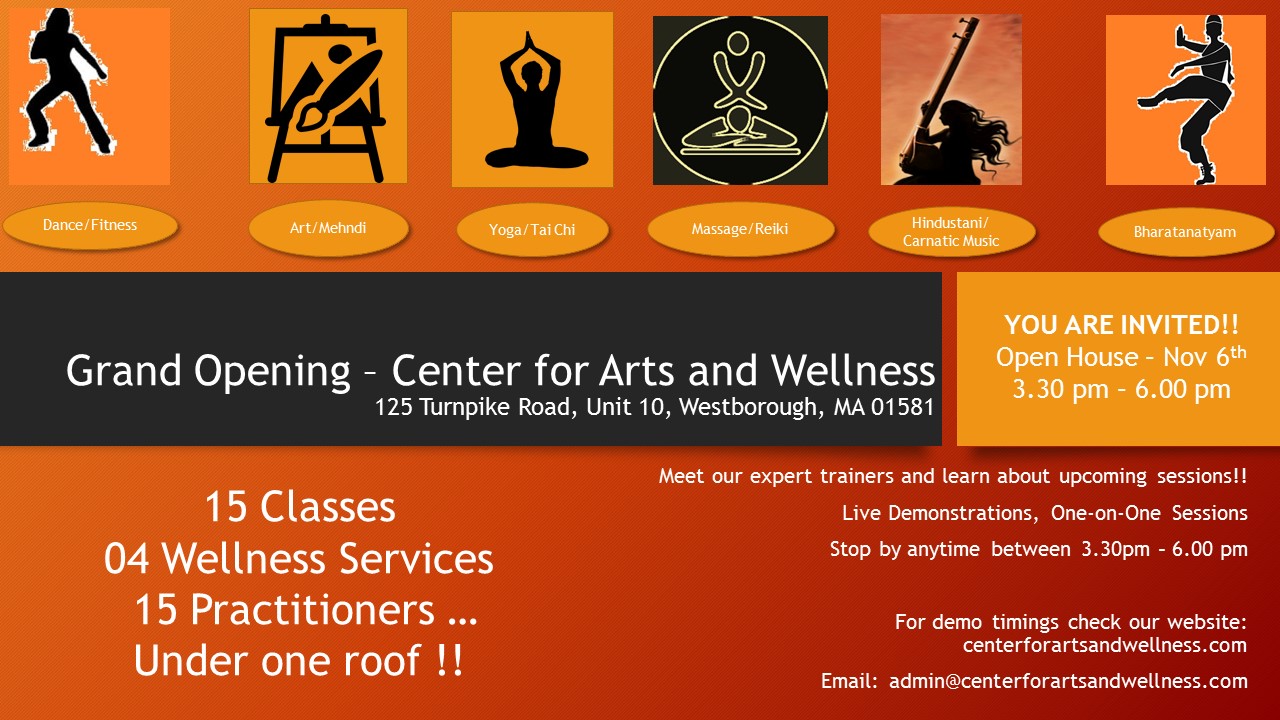 Dance/Fitness
Art/Mehndi
Yoga/Tai Chi
Massage/Reiki
Hindustani/
Carnatic Music
Bharatanatyam
Grand Opening – Center for Arts and Wellness
125 Turnpike Road, Unit 10, Westborough, MA 01581
YOU ARE INVITED!!
Open House – Nov 6th
3.30 pm – 6.00 pm
15 Classes
04 Wellness Services
15 Practitioners …
Under one roof !!
Meet our expert trainers and learn about upcoming sessions!!
Live Demonstrations, One-on-One Sessions
Stop by anytime between 3.30pm – 6.00 pm
For demo timings check our website:
centerforartsandwellness.com
Email: admin@centerforartsandwellness.com